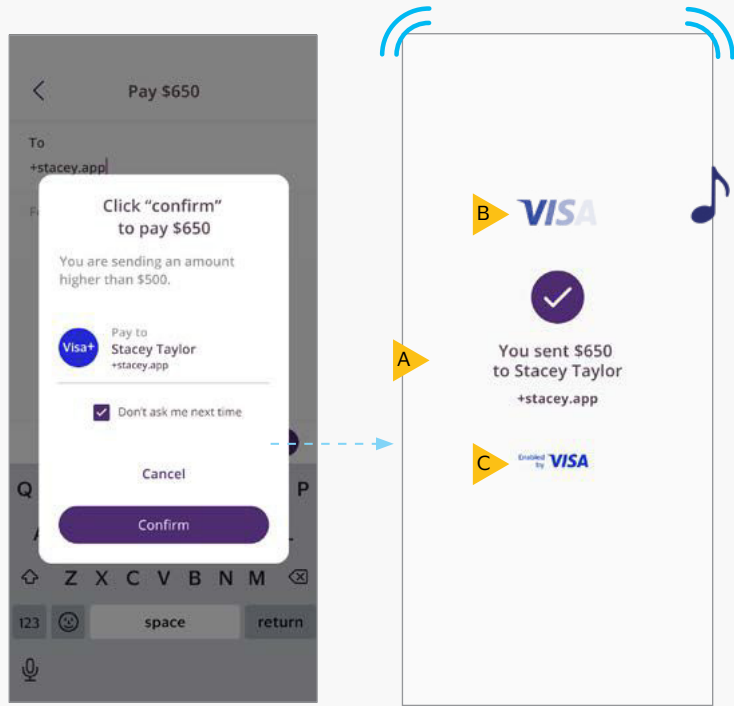 Pay $650
To
+stacey.app
Click “confirm”
to pay $650
You are sending an amount
higher than $500.
Visa+
Pay to
Stacey Taylor
+stacey.app
Don't ask me next time
Cancel
Confirm
Q P
Z X C V B N M
123 space return
B VISA
You sent $650
A
to Stacey Taylor
+stacey.app
C Enabled by VISA